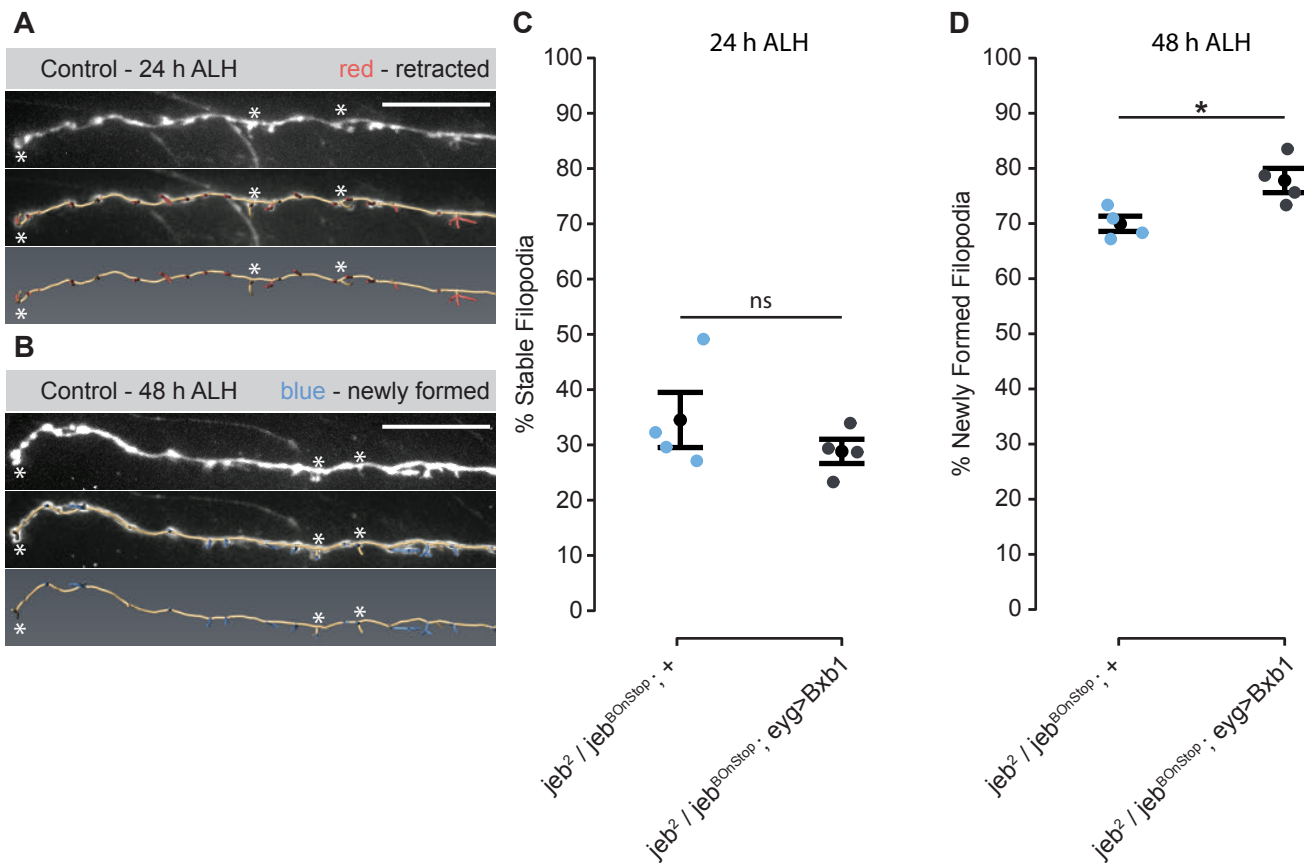 A
Control - 24 h ALH red - retracted
*
*
*
*
*
*
*
*
*
B
Control - 48 h ALH blue - newly formed
*
*
*
*
*
*
*
*
*
C
24 h ALH
% Stable Filopodia
100
90
80
70
60
50
40
30
20
10
0
ns
jeb² / jebᴮᴼⁿˢᵗᵒᵖ ; +
jeb² / jebᴮᴼⁿˢᵗᵒᵖ ; eyg>Bxb1
D
48 h ALH
% Newly Formed Filopodia
100
90
80
70
60
50
40
30
20
10
0
*
jeb² / jebᴮᴼⁿˢᵗᵒᵖ ; +
jeb² / jebᴮᴼⁿˢᵗᵒᵖ ; eyg>Bxb1